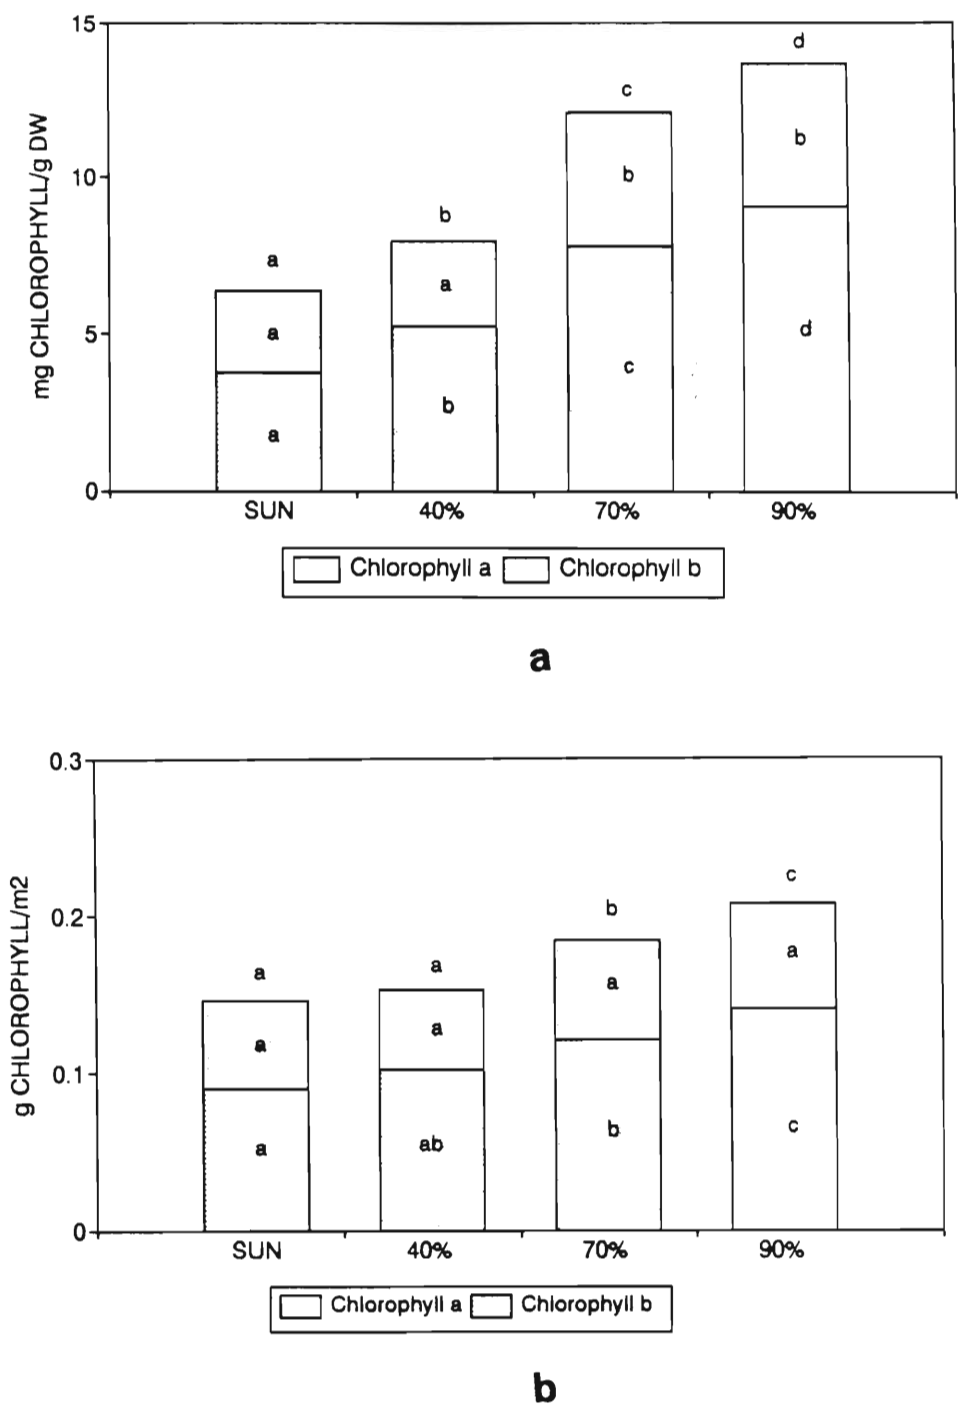 15
d
c
b
b
10
b
mg CHLOROPHYLL/g DW
a
a
a
5
d
c
b
a
0
SUN 40% 70% 90%
Chlorophyll a Chlorophyll b
a
0.3
c
b
0.2
a
a
a
a
g CHLOROPHYLL/m2
a
a
0.1
c
b
ab
a
0
SUN 40% 70% 90%
Chlorophyll a Chlorophyll b
b